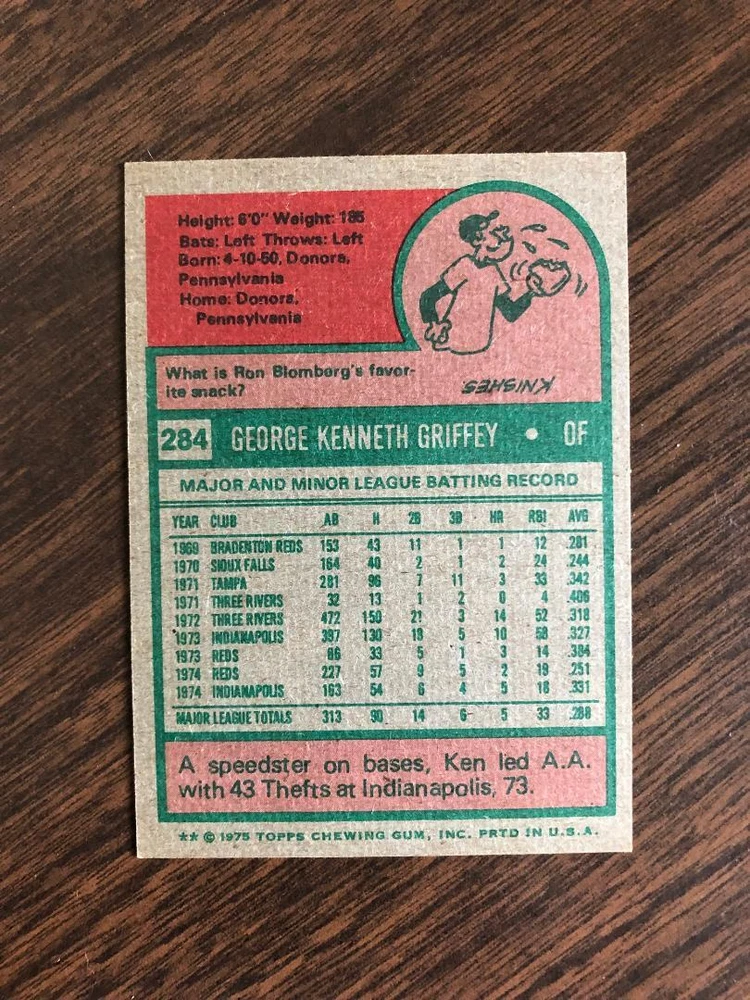 Height: 6'0" Weight: 185
Bats: Left Throws: Left
Born: 4-10-50, Donora,
Pennsylvania
Home: Donora,
Pennsylvania
What is Ron Blomberg's favor-
ite snack?
KNISHES
284 GEORGE KENNETH GRIFFEY • OF
MAJOR AND MINOR LEAGUE BATTING RECORD
YEAR CLUB AB H 2B 3B HR RBI AVG
1969 BRADENTON REDS 153 43 11 1 1 12 .281
1970 SIOUX FALLS 164 40 2 1 2 24 .244
1971 TAMPA 281 96 7 11 3 33 .342
1971 THREE RIVERS 32 13 1 2 0 4 .406
1972 THREE RIVERS 472 150 21 3 14 52 .318
1973 INDIANAPOLIS 397 130 18 5 10 58 .327
1973 REDS 86 33 5 1 3 14 .384
1974 REDS 227 57 9 5 2 19 .251
1974 INDIANAPOLIS 163 54 6 4 5 18 .331
MAJOR LEAGUE TOTALS 313 90 14 6 5 33 .288
A speedster on bases, Ken led A.A.
with 43 Thefts at Indianapolis, 73.
** © 1975 TOPPS CHEWING GUM, INC. PRTD IN U.S.A.